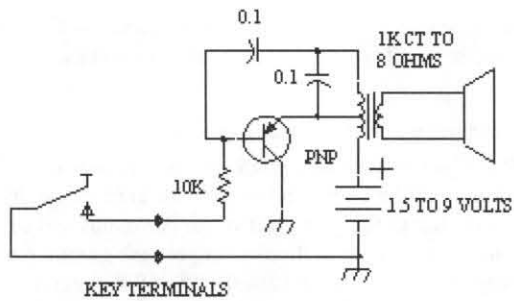 0.1
1K CT TO
8 OHMS
0.1
PNP
+
10K
1.5 TO 9 VOLTS
KEY TERMINALS